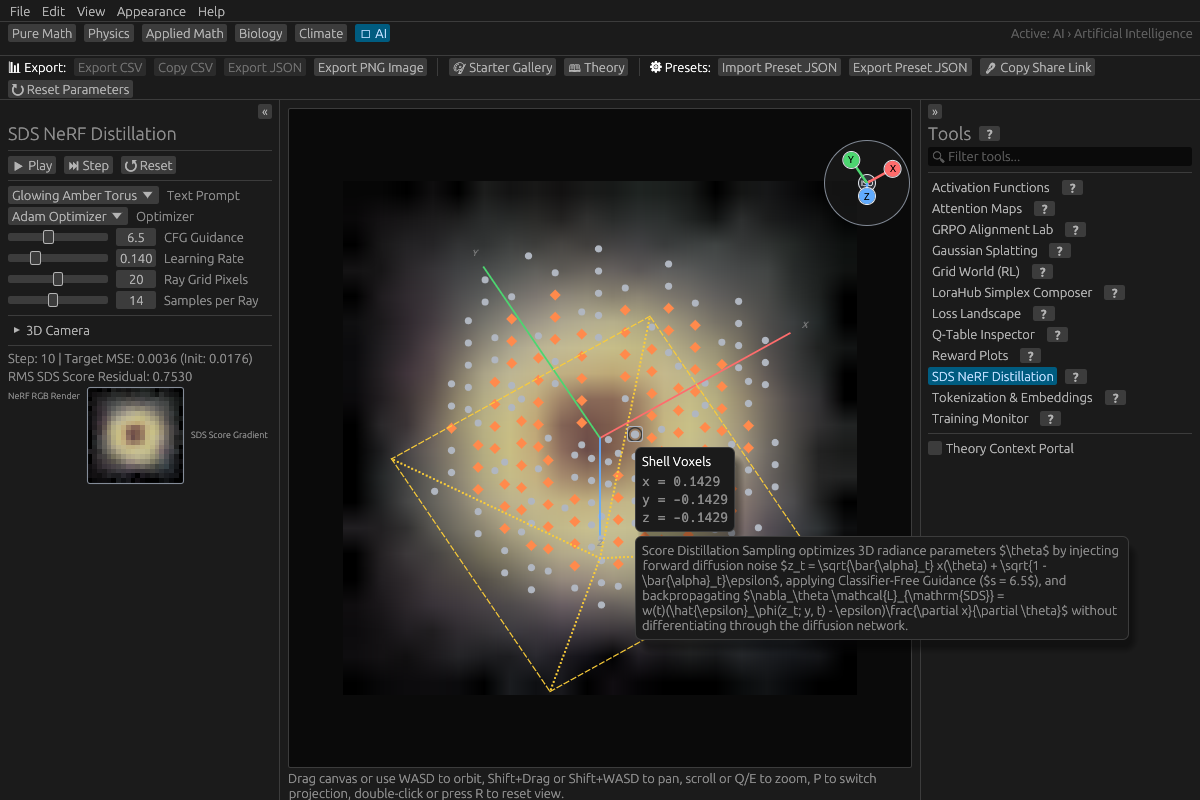 File Edit View Appearance Help
Pure Math Physics Applied Math Biology Climate AI Active: AI › Artificial Intelligence
Export: Export CSV Copy CSV Export JSON Export PNG Image Starter Gallery Theory Presets: Import Preset JSON Export Preset JSON Copy Share Link
Reset Parameters
«
SDS NeRF Distillation
Play Step Reset
Glowing Amber Torus Text Prompt
Adam Optimizer Optimizer
6.5 CFG Guidance
0.140 Learning Rate
20 Ray Grid Pixels
14 Samples per Ray
3D Camera
Step: 10 | Target MSE: 0.0036 (Init: 0.0176)
RMS SDS Score Residual: 0.7530
NeRF RGB Render
SDS Score Gradient
Y
X
Z
Y
X
Shell Voxels
x = 0.1429
y = -0.1429
z = -0.1429
Score Distillation Sampling optimizes 3D radiance parameters $\theta$ by injecting
forward diffusion noise $z_t = \sqrt{\bar{\alpha}_t} x(\theta) + \sqrt{1 -
\bar{\alpha}_t}\epsilon$, applying Classifier-Free Guidance ($s = 6.5$), and
backpropagating $\nabla_\theta \mathcal{L}_{\mathrm{SDS}} =
w(t)(\hat{\epsilon}_\phi(z_t; y, t) - \epsilon)\frac{\partial x}{\partial \theta}$ without
differentiating through the diffusion network.
Drag canvas or use WASD to orbit, Shift+Drag or Shift+WASD to pan, scroll or Q/E to zoom, P to switch
projection, double-click or press R to reset view.
»
Tools ?
Filter tools...
Activation Functions ?
Attention Maps ?
GRPO Alignment Lab ?
Gaussian Splatting ?
Grid World (RL) ?
LoraHub Simplex Composer ?
Loss Landscape ?
Q-Table Inspector ?
Reward Plots ?
SDS NeRF Distillation ?
Tokenization & Embeddings ?
Training Monitor ?
Theory Context Portal